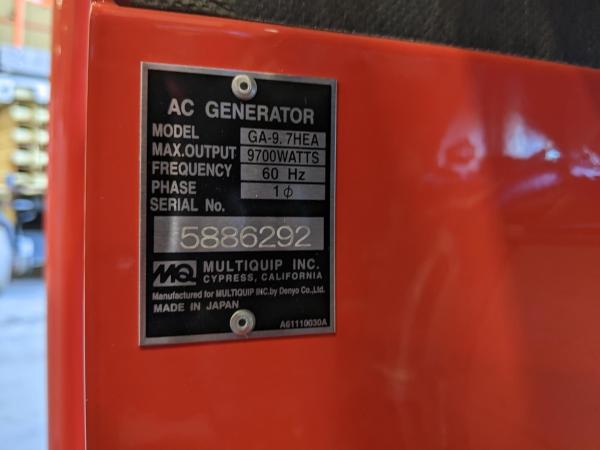 AC GENERATOR
MODEL GA-9.7HEA
MAX.OUTPUT 9700WATTS
FREQUENCY 60 Hz
PHASE 1ϕ
SERIAL No.
5886292
MQ MULTIQUIP INC.
CYPRESS, CALIFORNIA
Manufactured for MULTIQUIP INC.by Denyo Co.,Ltd.
MADE IN JAPAN
A61110030A